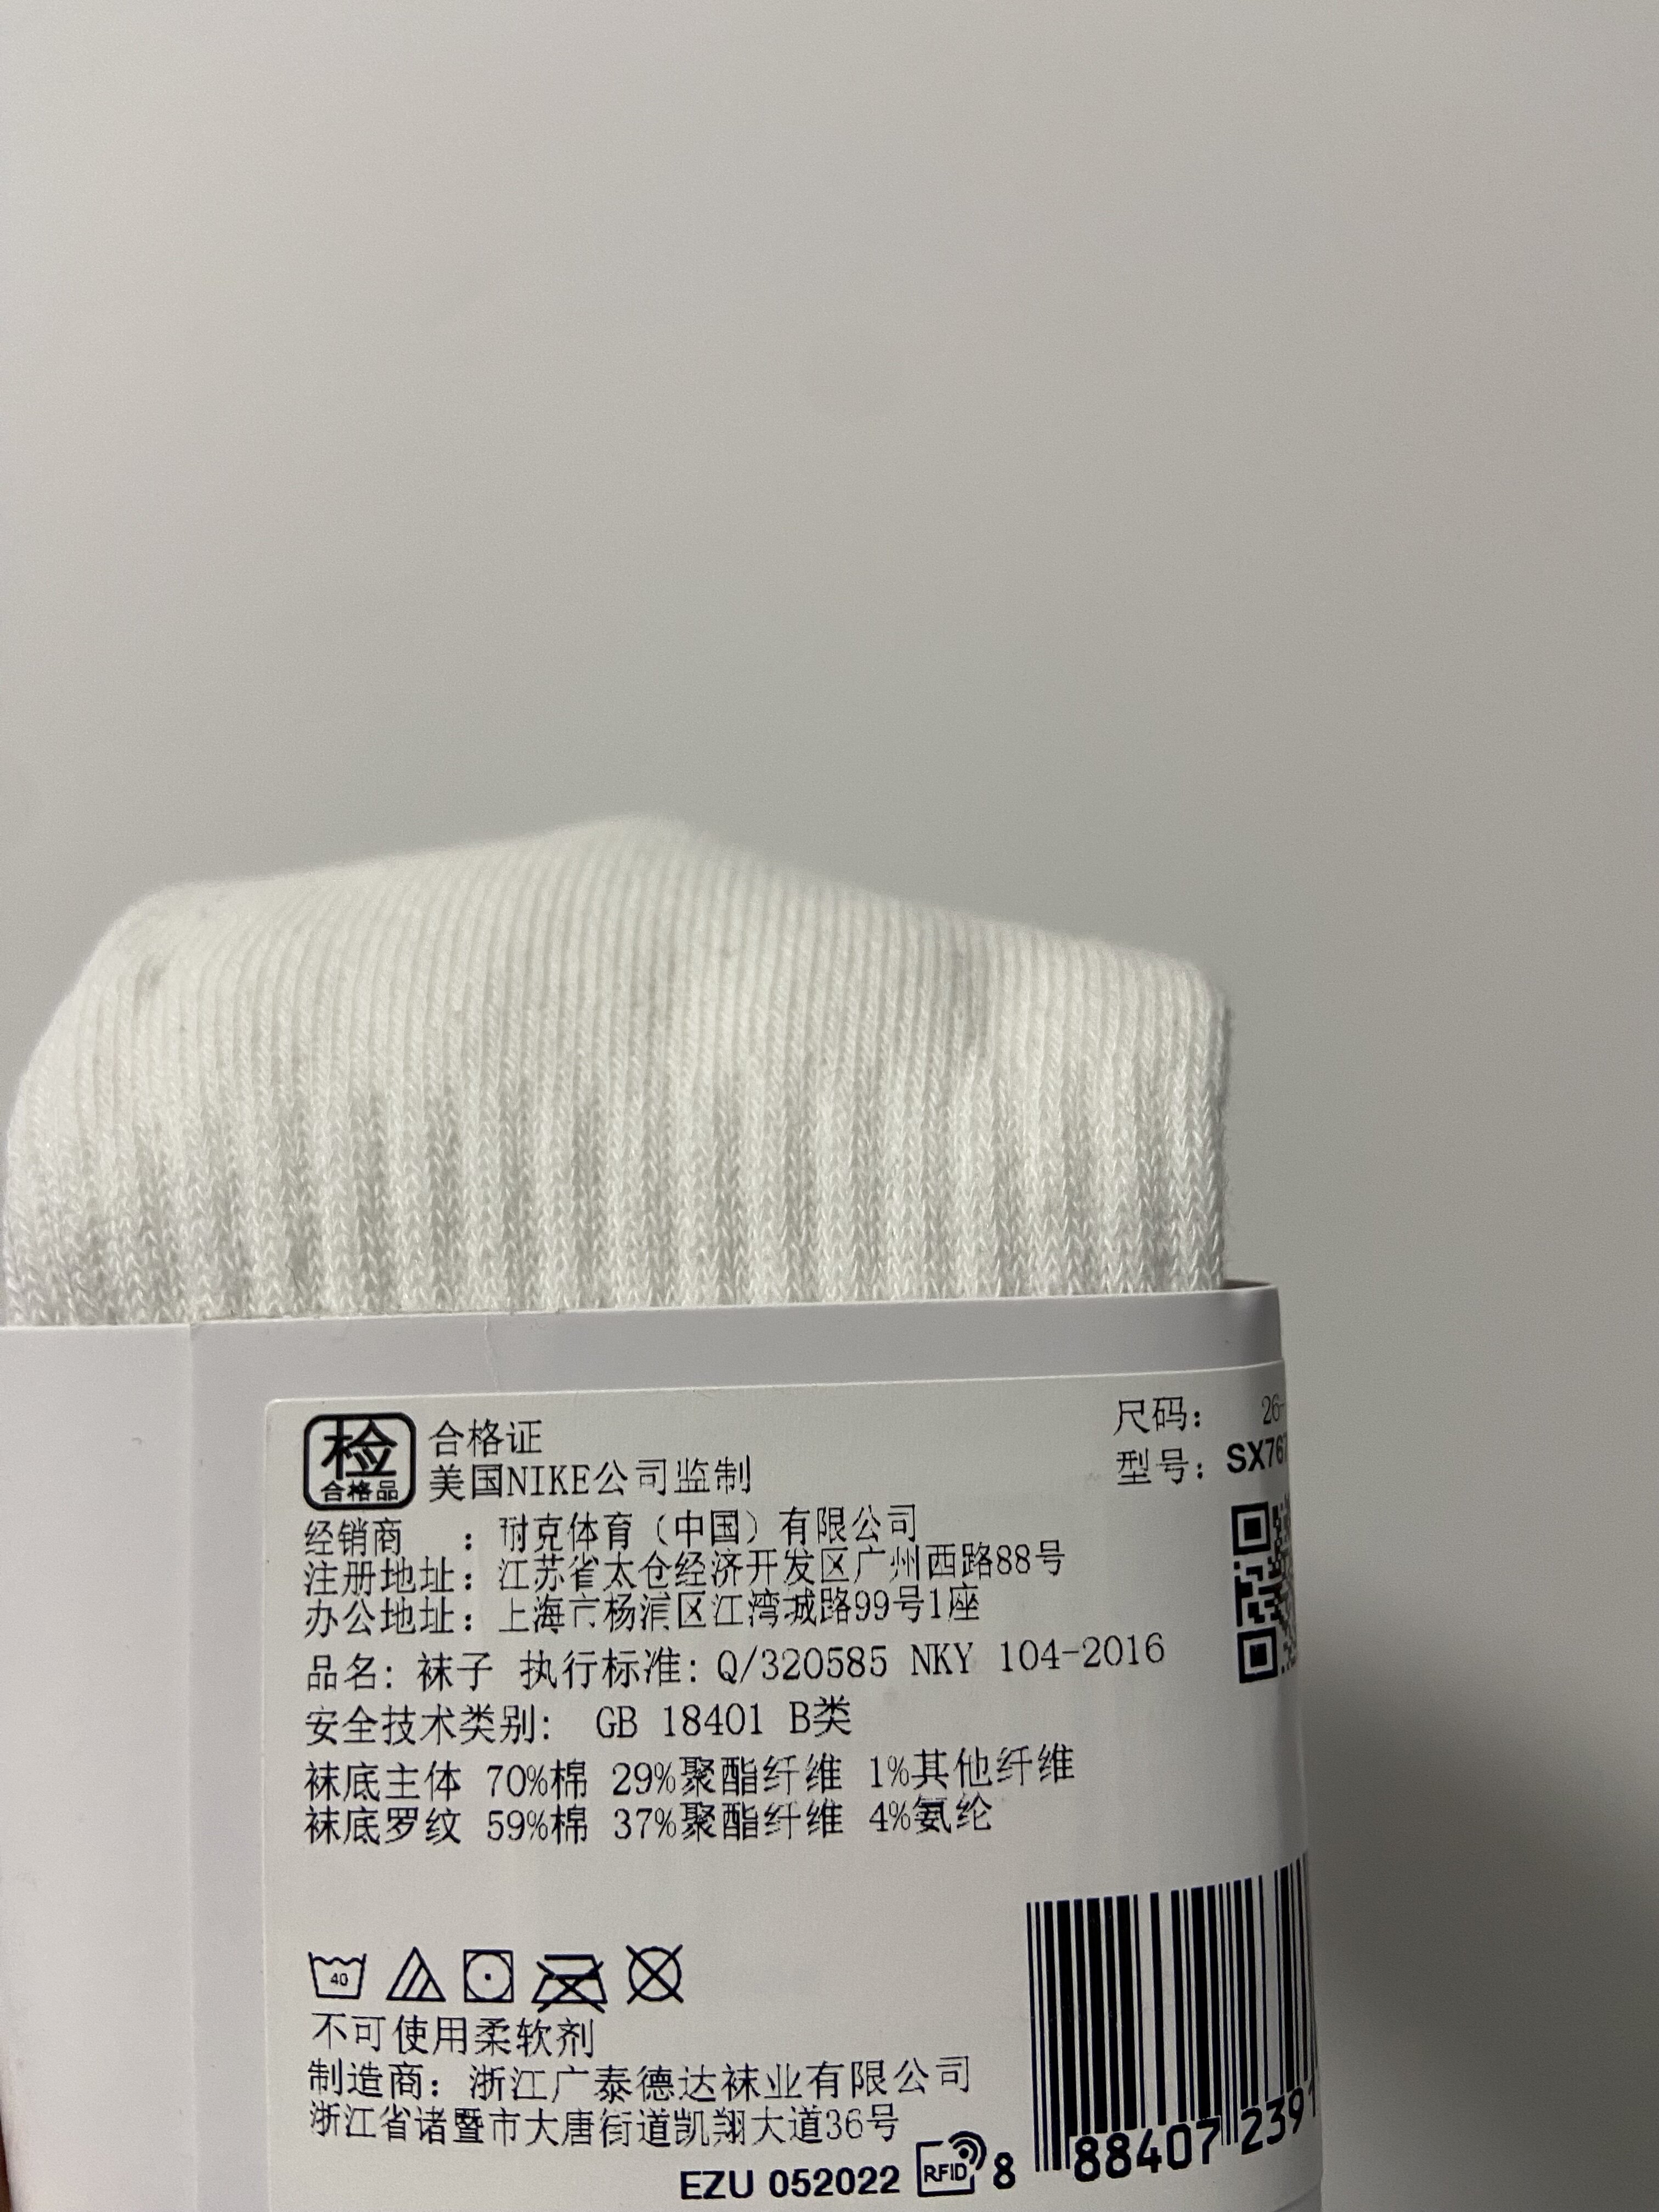 检 合格证
合格品 美国NIKE公司监制
尺码： 26-
型号：SX767
经销商 ：耐克体育（中国）有限公司
注册地址：江苏省太仓经济开发区广州西路88号
办公地址：上海市杨浦区江湾城路99号1座
品名：袜子 执行标准：Q/320585 NKY 104-2016
安全技术类别： GB 18401 B类
袜底主体 70%棉 29%聚酯纤维 1%其他纤维
袜底罗纹 59%棉 37%聚酯纤维 4%氨纶
40
不可使用柔软剂
制造商：浙江广泰德达袜业有限公司
浙江省诸暨市大唐街道凯翔大道36号
EZU 052022 RFID 8 88407 2391